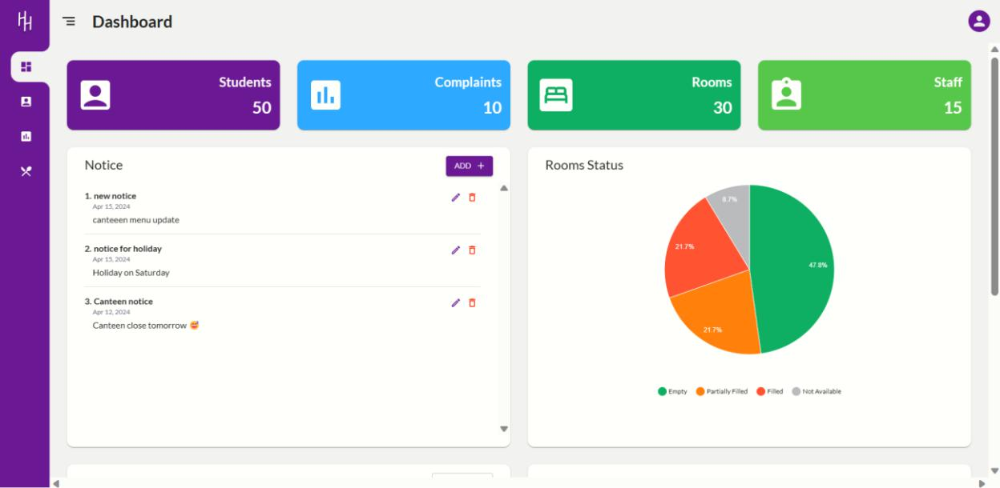 HH
Dashboard
Students
50
Complaints
10
Rooms
30
Staff
15
Notice
ADD +
1. new notice
Apr 15, 2024
canteeen menu update
2. notice for holiday
Apr 15, 2024
Holiday on Saturday
3. Canteen notice
Apr 12, 2024
Canteen close tomorrow 😅
Rooms Status
8.7%
21.7%
47.8%
21.7%
Empty Partially Filled Filled Not Available